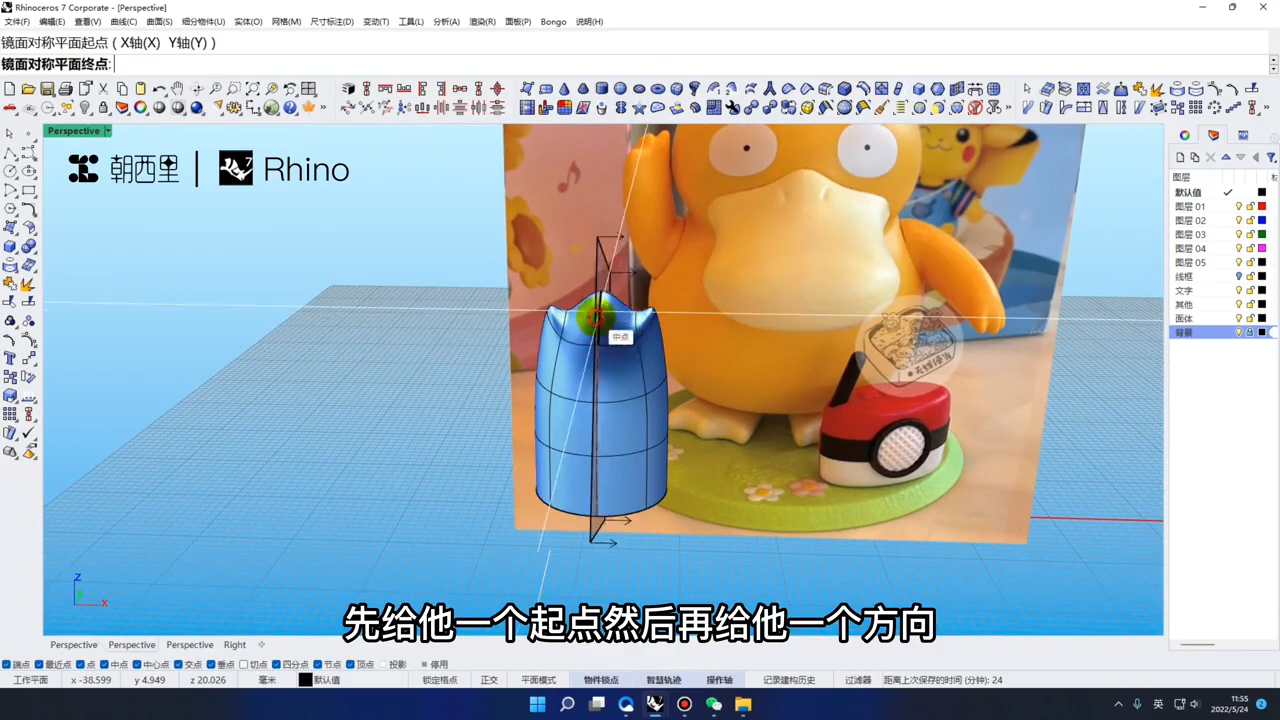 Rhinoceros 7 Corporate - [Perspective]
文件(F) 编辑(E) 查看(V) 曲线(C) 曲面(S) 细分物件(U) 实体(O) 网格(M) 尺寸标注(D) 变动(T) 工具(L) 分析(A) 渲染(R) 面板(P) Bongo 说明(H)
镜面对称平面起点 ( X轴(X) Y轴(Y) )
镜面对称平面终点:
Perspective
朝西里 | Rhino
7
图层
默认值
图层 01
图层 02
图层 03
图层 04
图层 05
线框
文字
其他
面体
背景
中点
z
x
先给他一个起点然后再给他一个方向
Perspective Perspective Perspective Right
端点 最近点 点 中点 中心点 交点 垂点 切点 四分点 节点 顶点 投影 停用
工作平面 x -38.599 y 4.949 z 20.026 毫米 默认值 锁定格点 正交 平面模式 物件锁点 智慧轨迹 操作轴 记录建构历史 过滤器 距离上次保存的时间 (分钟): 24
英 11:55
2022/5/24
2